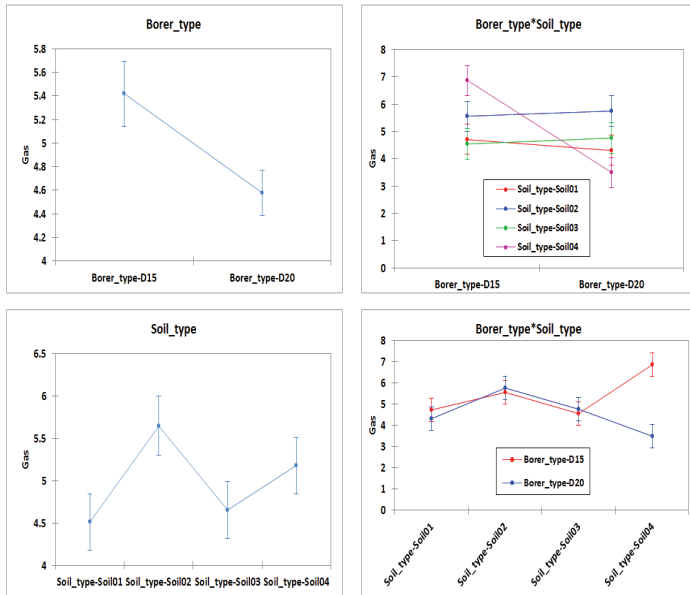 Borer_type
5.8
5.6
5.4
5.2
5
4.8
4.6
4.4
4.2
4
Gas
Borer_type-D15
Borer_type-D20
Borer_type*Soil_type
8
7
6
5
4
3
2
1
0
Gas
Soil_type-Soil01
Soil_type-Soil02
Soil_type-Soil03
Soil_type-Soil04
Borer_type-D15
Borer_type-D20
Soil_type
6.5
6
5.5
5
4.5
4
Gas
Soil_type-Soil01
Soil_type-Soil02
Soil_type-Soil03
Soil_type-Soil04
Borer_type*Soil_type
8
7
6
5
4
3
2
1
0
Gas
Borer_type-D15
Borer_type-D20
Soil_type-Soil01
Soil_type-Soil02
Soil_type-Soil03
Soil_type-Soil04